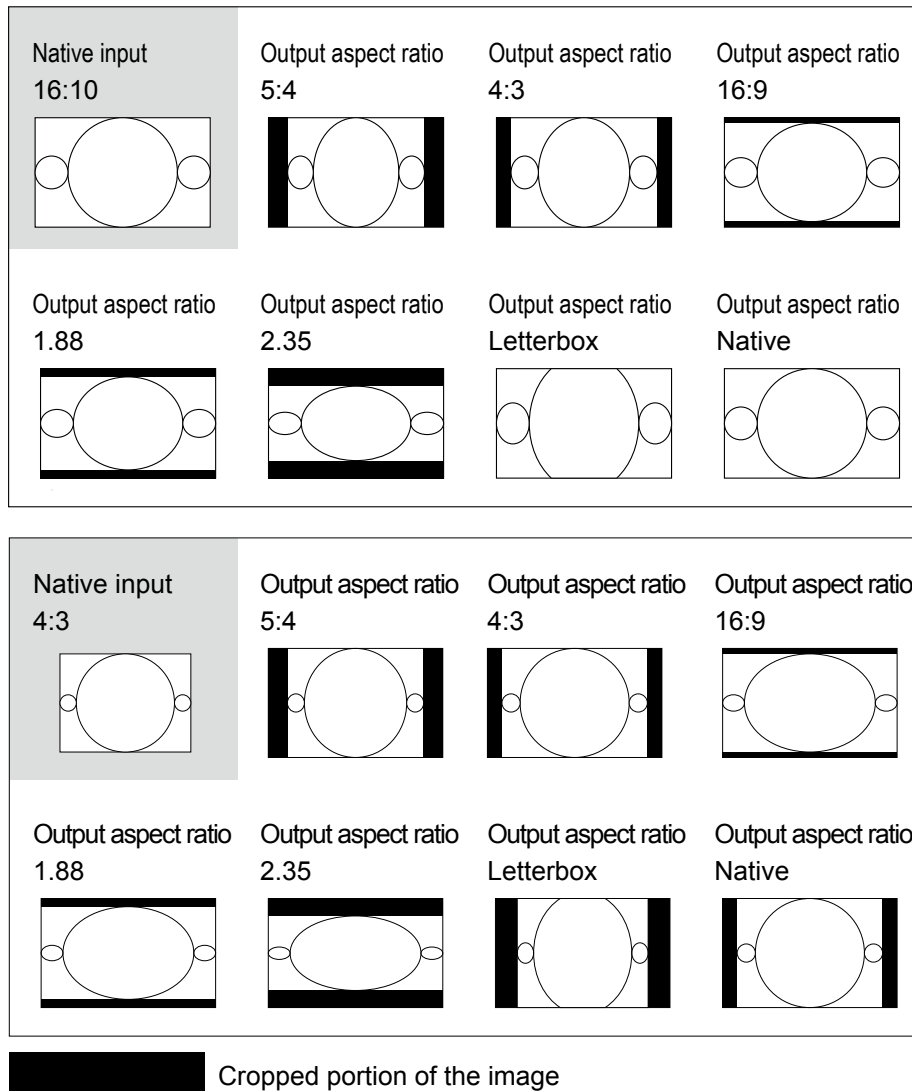 Native input
16:10
Output aspect ratio
5:4
Output aspect ratio
4:3
Output aspect ratio
16:9
Output aspect ratio
1.88
Output aspect ratio
2.35
Output aspect ratio
Letterbox
Output aspect ratio
Native
Native input
4:3
Output aspect ratio
5:4
Output aspect ratio
4:3
Output aspect ratio
16:9
Output aspect ratio
1.88
Output aspect ratio
2.35
Output aspect ratio
Letterbox
Output aspect ratio
Native
Cropped portion of the image